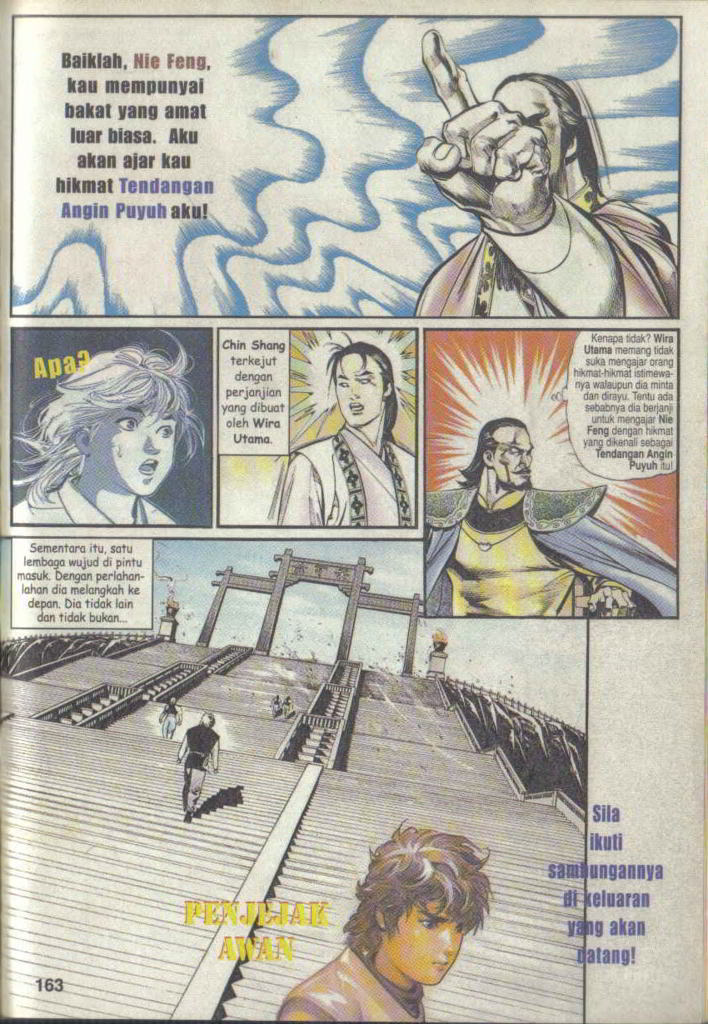 Baiklah, Nie Feng,
kau mempunyai
bakat yang amat
luar biasa. Aku
akan ajar kau
hikmat Tendangan
Angin Puyuh aku!
Apa?
Chin Shang
terkejut
dengan
perjanjian
yang dibuat
oleh Wira
Utama.
Kenapa tidak? Wira
Utama memang tidak
suka mengajar orang
hikmat-hikmat istimewa-
nya walaupun dia minta
dan dirayu. Tentu ada
sebabnya dia berjanji
untuk mengajar Nie
Feng dengan hikmat
yang dikenali sebagai
Tendangan Angin
Puyuh itu!
Sementara itu, satu
lembaga wujud di pintu
masuk. Dengan perlahan-
lahan dia melangkah ke
depan. Dia tidak lain
dan tidak bukan...
PENJEJAK
AWAN
Sila
ikuti
sambungannya
di keluaran
yang akan
datang!
163